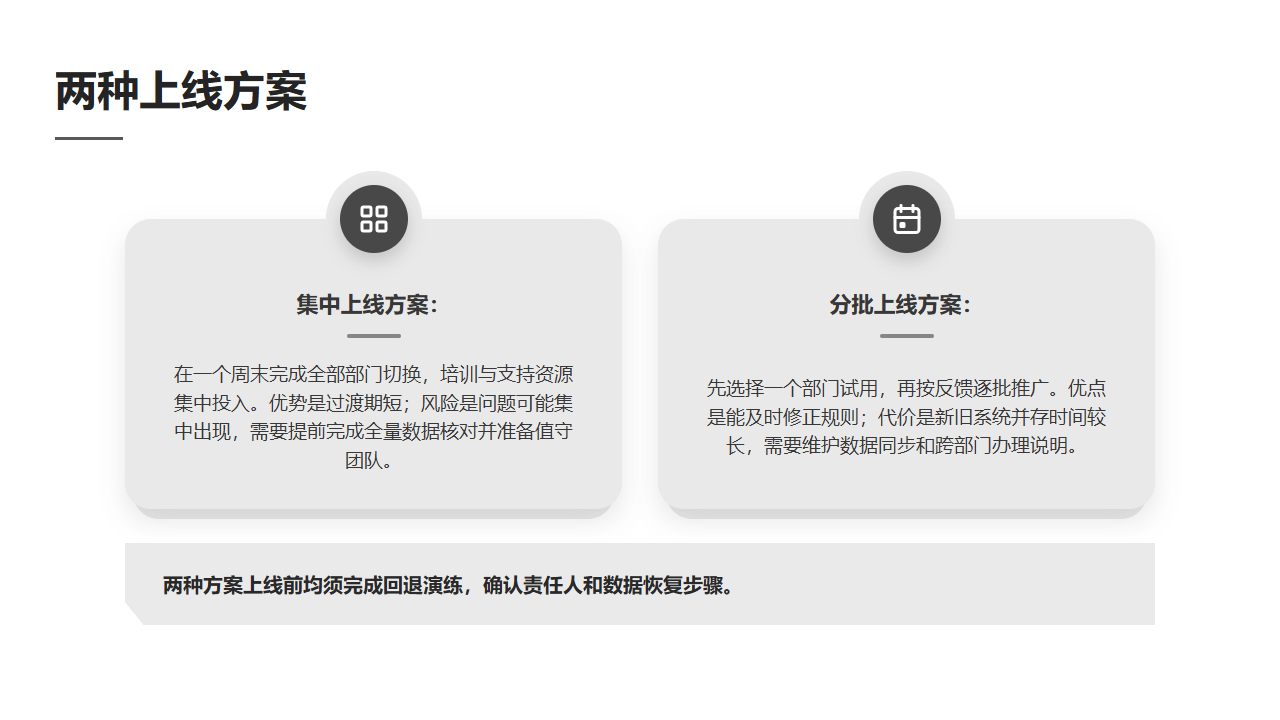 两种上线方案
集中上线方案：
在一个周末完成全部部门切换，培训与支持资源
集中投入。优势是过渡期短；风险是问题可能集
中出现，需要提前完成全量数据核对并准备值守
团队。
分批上线方案：
先选择一个部门试用，再按反馈逐批推广。优点
是能及时修正规则；代价是新旧系统并存时间较
长，需要维护数据同步和跨部门办理说明。
两种方案上线前均须完成回退演练，确认责任人和数据恢复步骤。